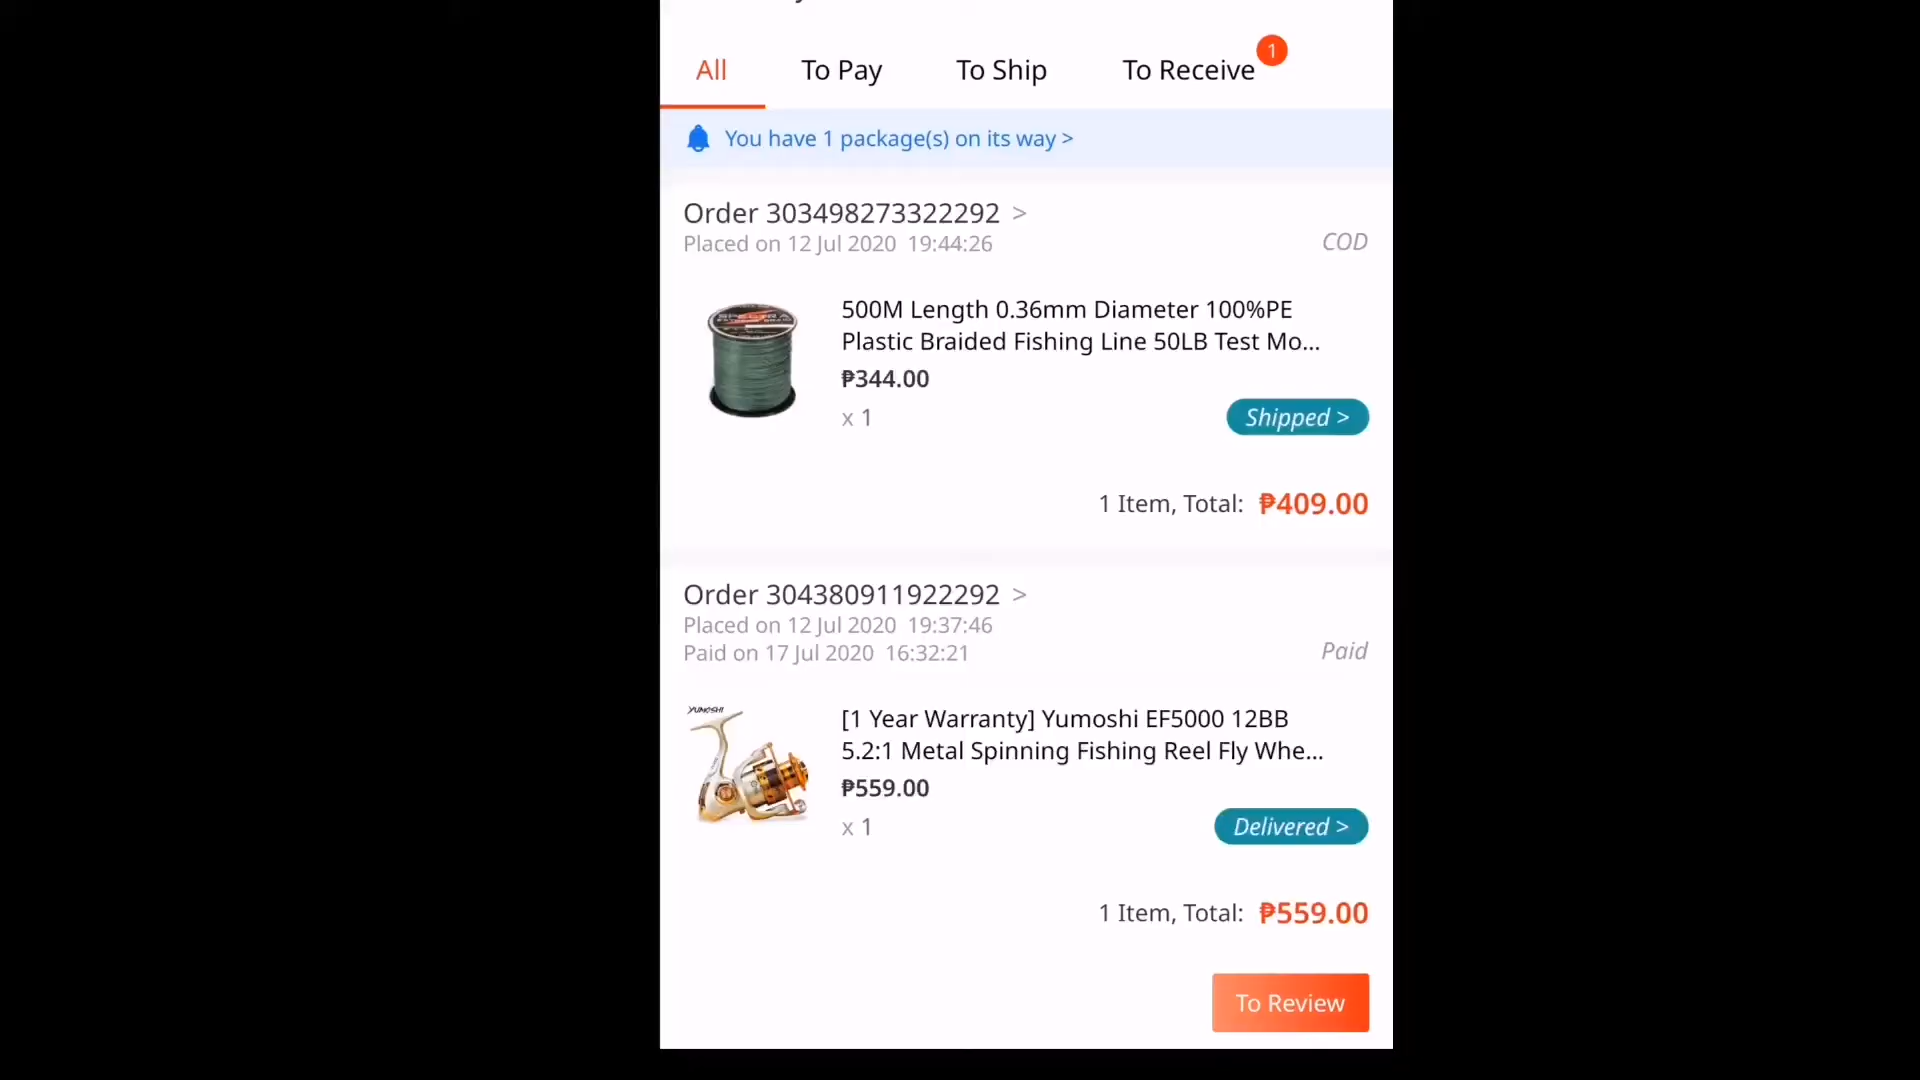 All To Pay To Ship To Receive 1
You have 1 package(s) on its way >
Order 303498273322292 >
Placed on 12 Jul 2020 19:44:26
COD
SPECTRA
500M Length 0.36mm Diameter 100%PE
Plastic Braided Fishing Line 50LB Test Mo...
₱344.00
x 1
Shipped >
1 Item, Total: ₱409.00
Order 304380911922292 >
Placed on 12 Jul 2020 19:37:46
Paid on 17 Jul 2020 16:32:21
Paid
YUMOSHI
[1 Year Warranty] Yumoshi EF5000 12BB
5.2:1 Metal Spinning Fishing Reel Fly Whe...
₱559.00
x 1
Delivered >
1 Item, Total: ₱559.00
To Review